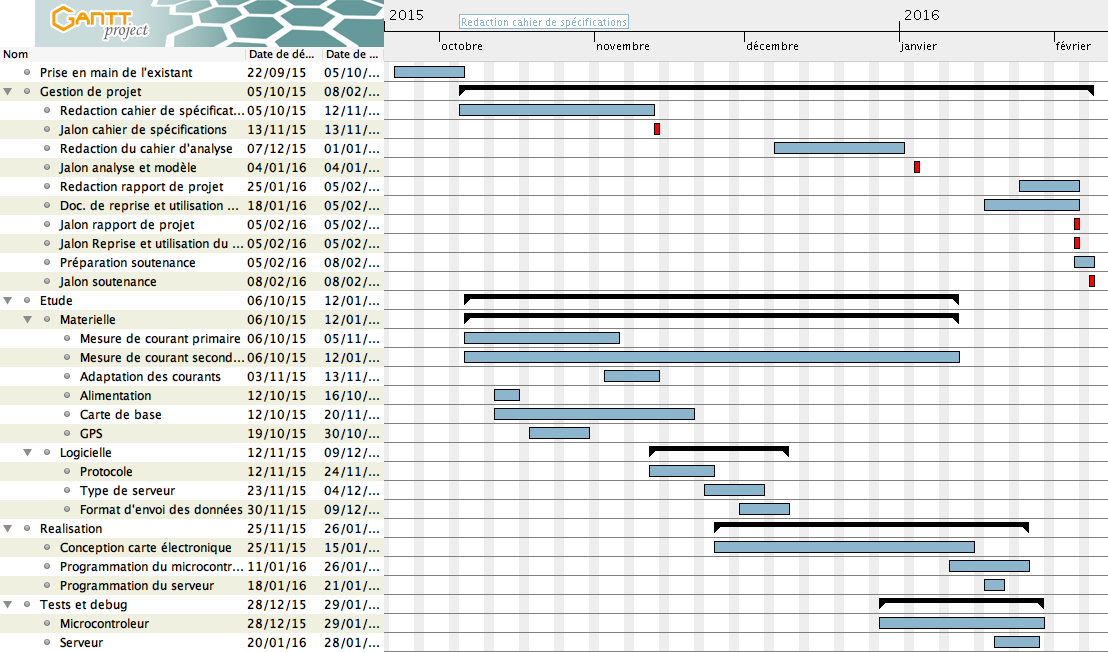 GANTT
project
2015
2016
Redaction cahier de spécifications
octobre novembre décembre janvier février
Nom Date de dé... Date de ...
Prise en main de l'existant 22/09/15 05/10/...
Gestion de projet 05/10/15 08/02/...
Redaction cahier de spécificat... 05/10/15 12/11/...
Jalon cahier de spécifications 13/11/15 13/11/...
Redaction du cahier d'analyse 07/12/15 01/01/...
Jalon analyse et modèle 04/01/16 04/01/...
Redaction rapport de projet 25/01/16 05/02/...
Doc. de reprise et utilisation ... 18/01/16 05/02/...
Jalon rapport de projet 05/02/16 05/02/...
Jalon Reprise et utilisation du ... 05/02/16 05/02/...
Préparation soutenance 05/02/16 08/02/...
Jalon soutenance 08/02/16 08/02/...
Etude 06/10/15 12/01/...
Materielle 06/10/15 12/01/...
Mesure de courant primaire 06/10/15 05/11/...
Mesure de courant second... 06/10/15 12/01/...
Adaptation des courants 03/11/15 13/11/...
Alimentation 12/10/15 16/10/...
Carte de base 12/10/15 20/11/...
GPS 19/10/15 30/10/...
Logicielle 12/11/15 09/12/...
Protocole 12/11/15 24/11/...
Type de serveur 23/11/15 04/12/...
Format d'envoi des données 30/11/15 09/12/...
Realisation 25/11/15 26/01/...
Conception carte électronique 25/11/15 15/01/...
Programmation du microcontr... 11/01/16 26/01/...
Programmation du serveur 18/01/16 21/01/...
Tests et debug 28/12/15 29/01/...
Microcontroleur 28/12/15 29/01/...
Serveur 20/01/16 28/01/...